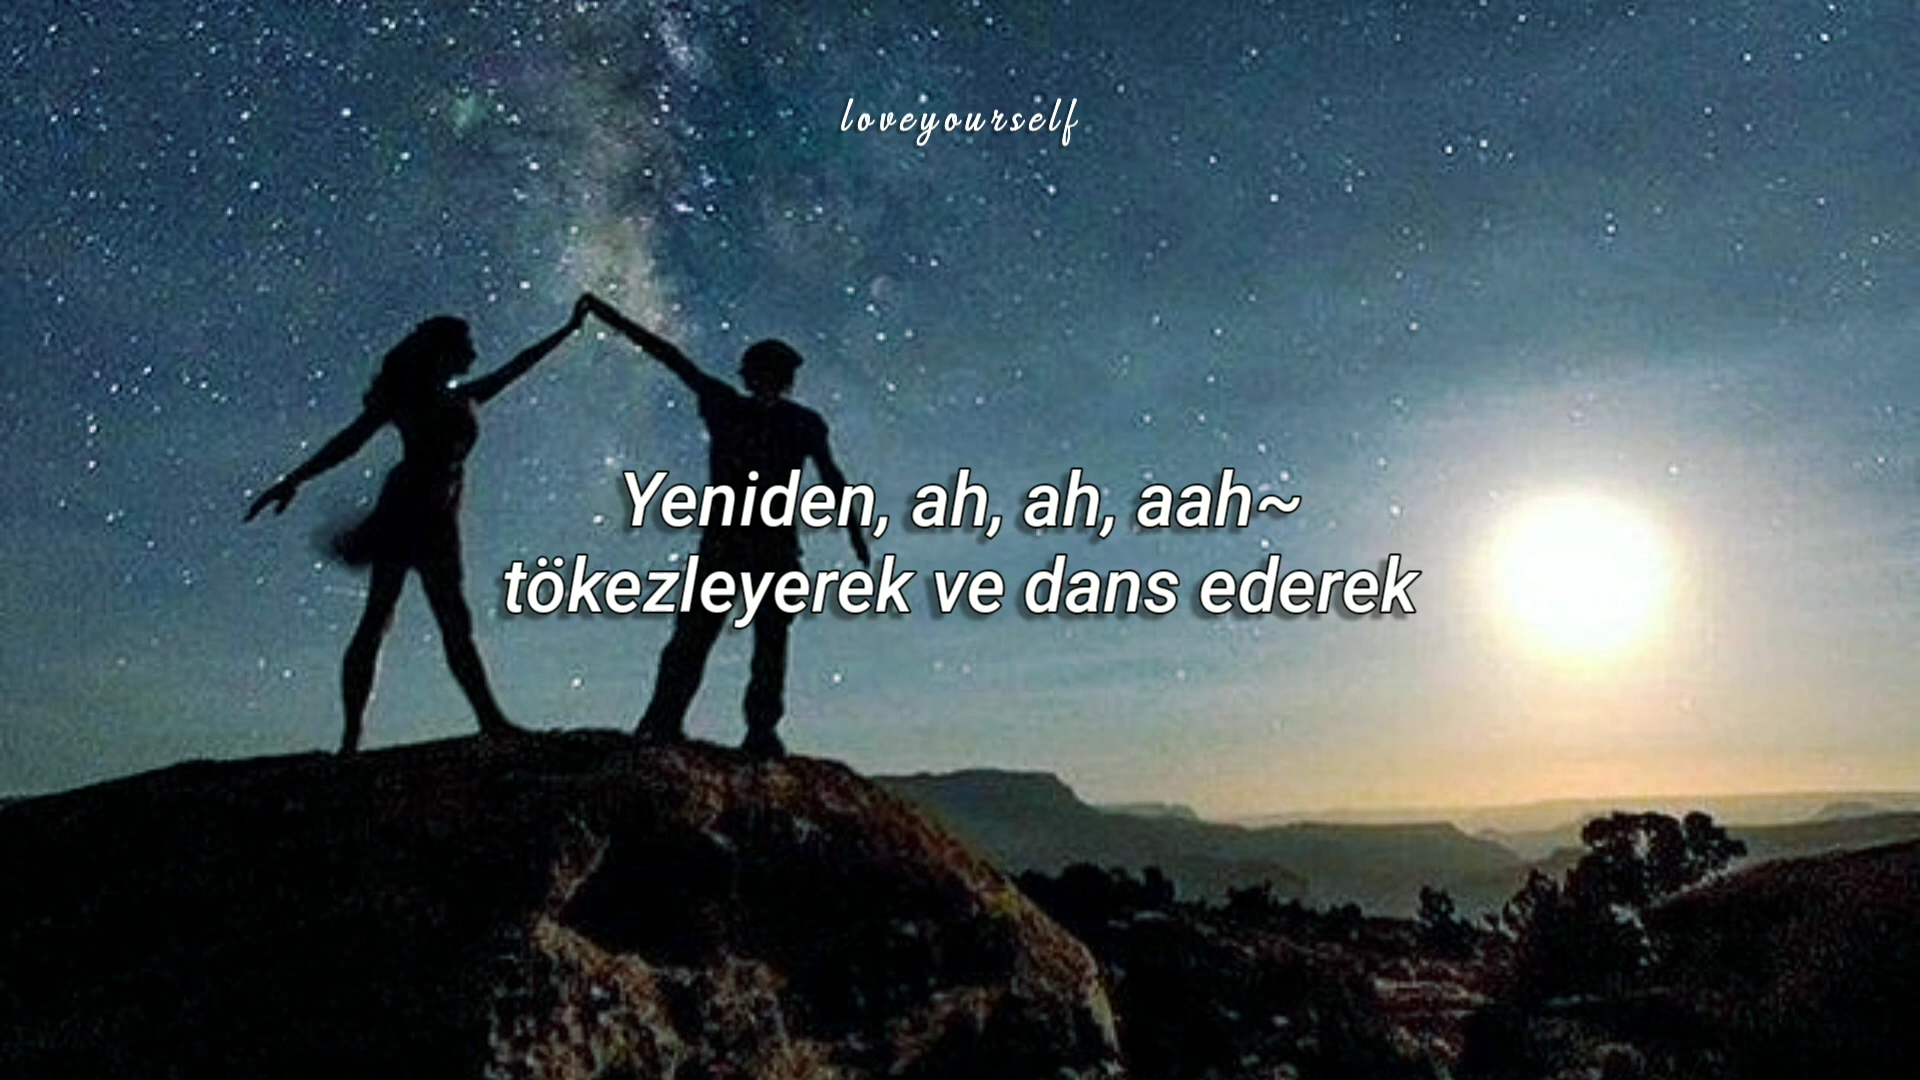 loveyourself
Yeniden, ah, ah, aah~
tökezleyerek ve dans ederek